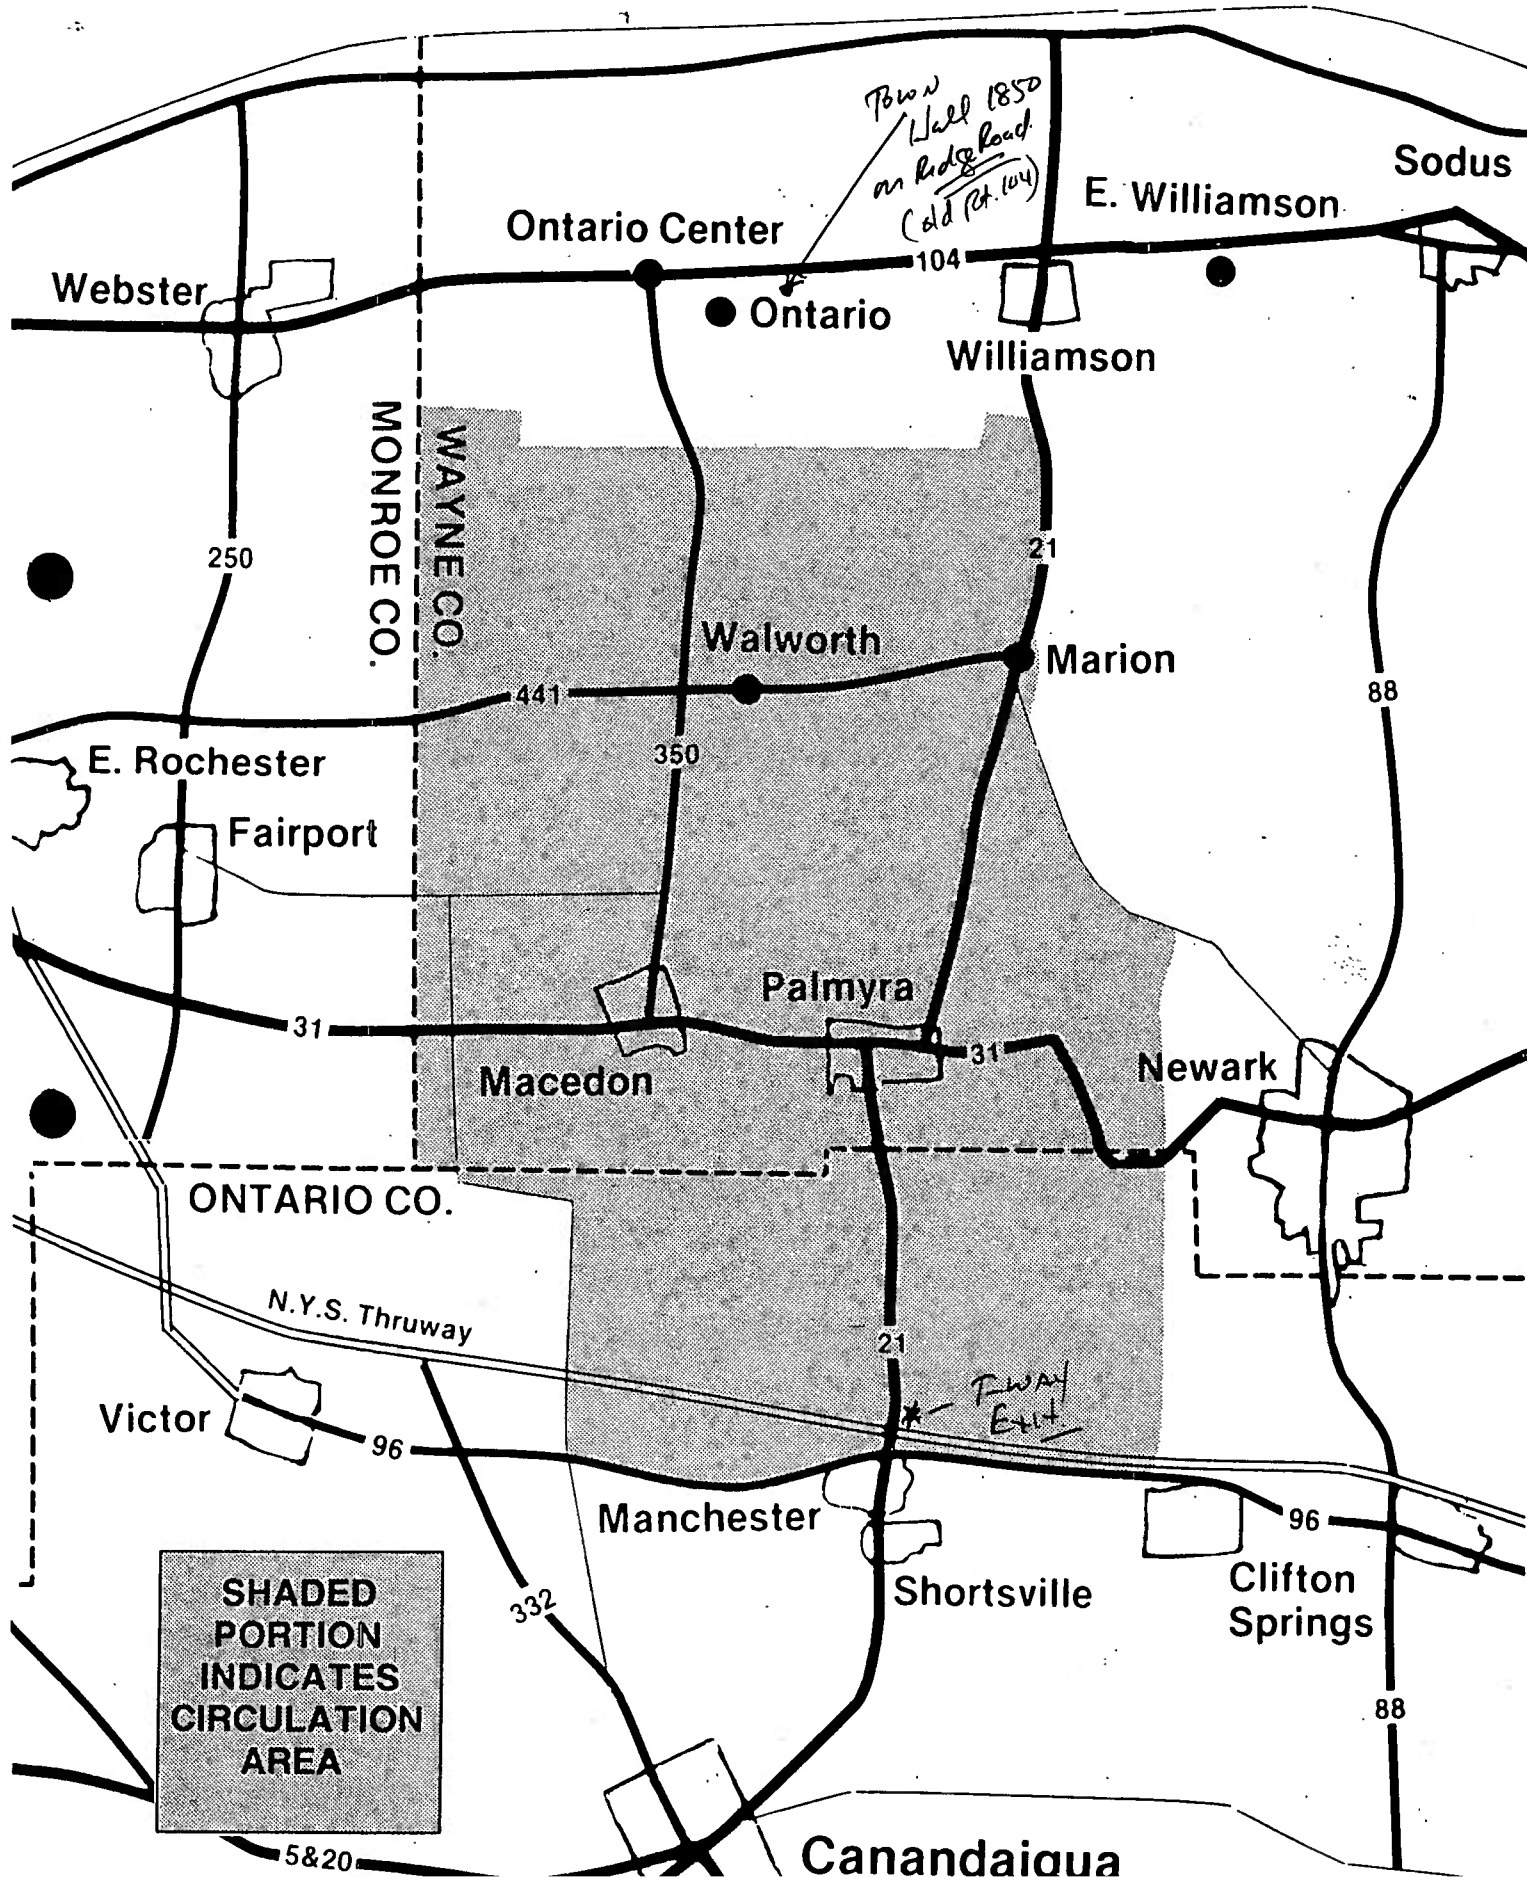 Town
Hall 1850
on Ridge Road
(old Rt. 104)
Sodus
E. Williamson
Ontario Center
104
Webster
Ontario
Williamson
MONROE CO.
WAYNE CO.
250
21
Walworth
Marion
441
88
350
E. Rochester
Fairport
Palmyra
31
31
Newark
Macedon
ONTARIO CO.
N.Y.S. Thruway
21
T-WAY
Exit
Victor
96
Manchester
96
Shortsville
Clifton
Springs
332
SHADED
PORTION
INDICATES
CIRCULATION
AREA
88
5&20
Canandaigua